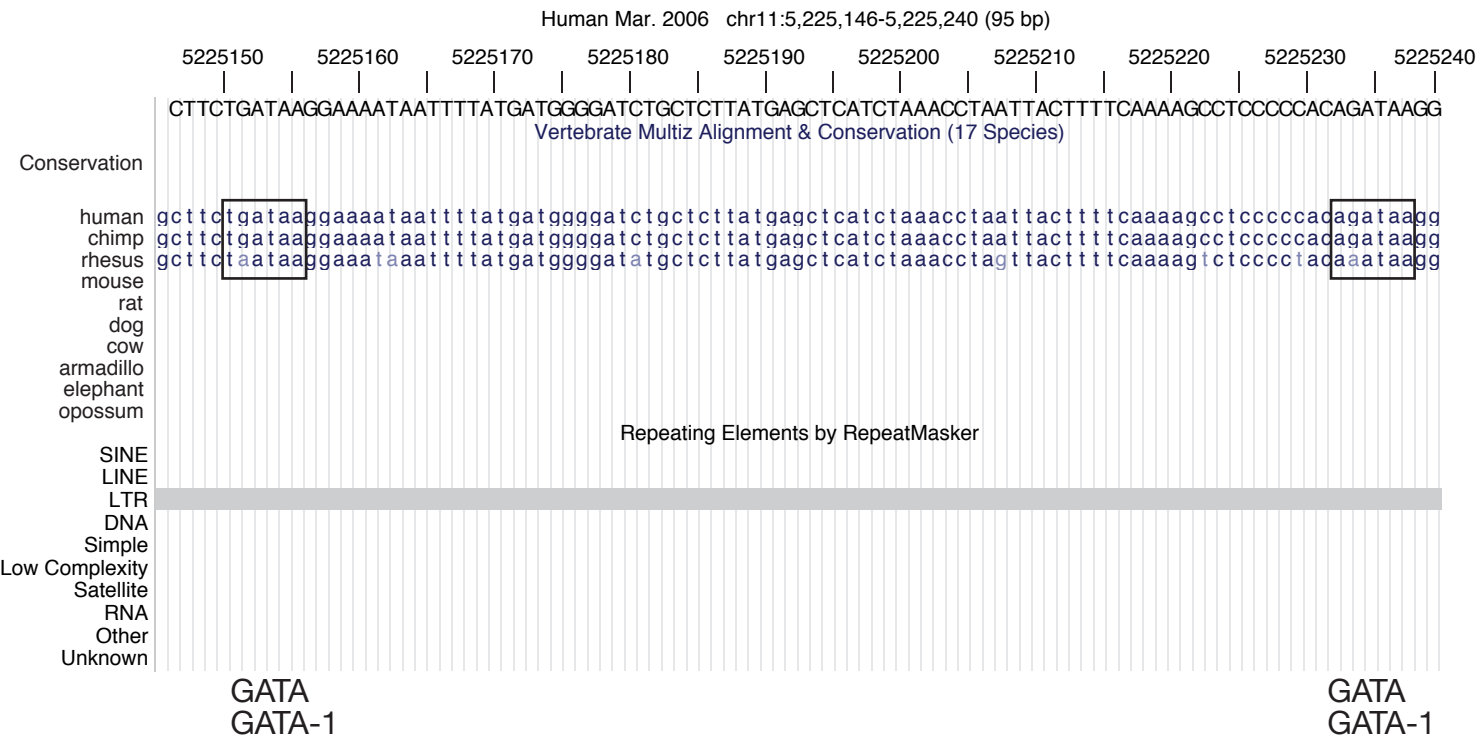 Human Mar. 2006 chr11:5,225,146-5,225,240 (95 bp)
5225150 5225160 5225170 5225180 5225190 5225200 5225210 5225220 5225230 5225240
CTTCTGATAAGGAAAATAATTTTATGATGGGGATCTGCTCTTATGAGCTCATCTAAACCTAATTACTTTTCAAAAGCCTCCCCCACAGATAAGG
Vertebrate Multiz Alignment & Conservation (17 Species)
Conservation
human gcttctgataaggaaaataattttatgatggggatctgctcttatgagctcatctaaacctaattacttttcaaaagcctcccccacagataagg
chimp gcttctgataaggaaaataattttatgatggggatctgctcttatgagctcatctaaacctaattacttttcaaaagcctcccccacagataagg
rhesus gcttctaataaggaaataaattttatgatggggatatgctcttatgagctcatctaaacctagttacttttcaaaagtctcccctacaaataagg
mouse
rat
dog
cow
armadillo
elephant
opossum
Repeating Elements by RepeatMasker
SINE
LINE
LTR
DNA
Simple
Low Complexity
Satellite
RNA
Other
Unknown
GATA GATA
GATA-1 GATA-1